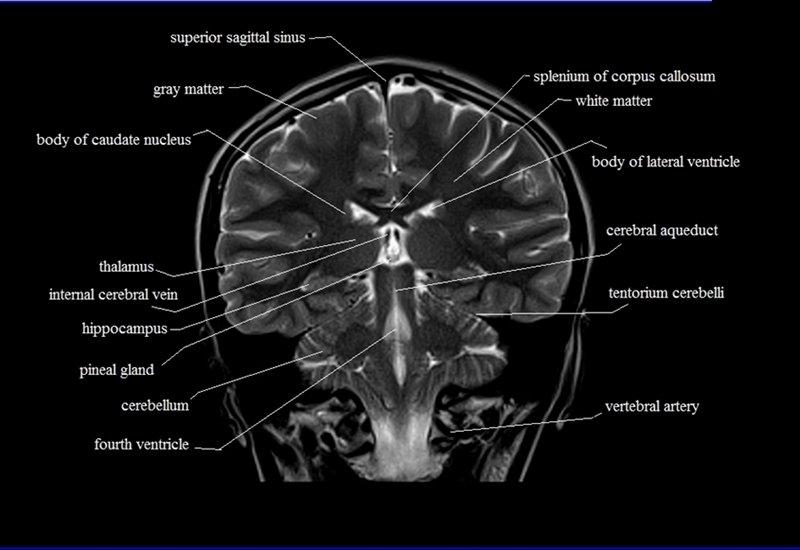 superior sagittal sinus
splenium of corpus callosum
gray matter
white matter
body of caudate nucleus
body of lateral ventricle
cerebral aqueduct
thalamus
internal cerebral vein
tentorium cerebelli
hippocampus
pineal gland
cerebellum
vertebral artery
fourth ventricle